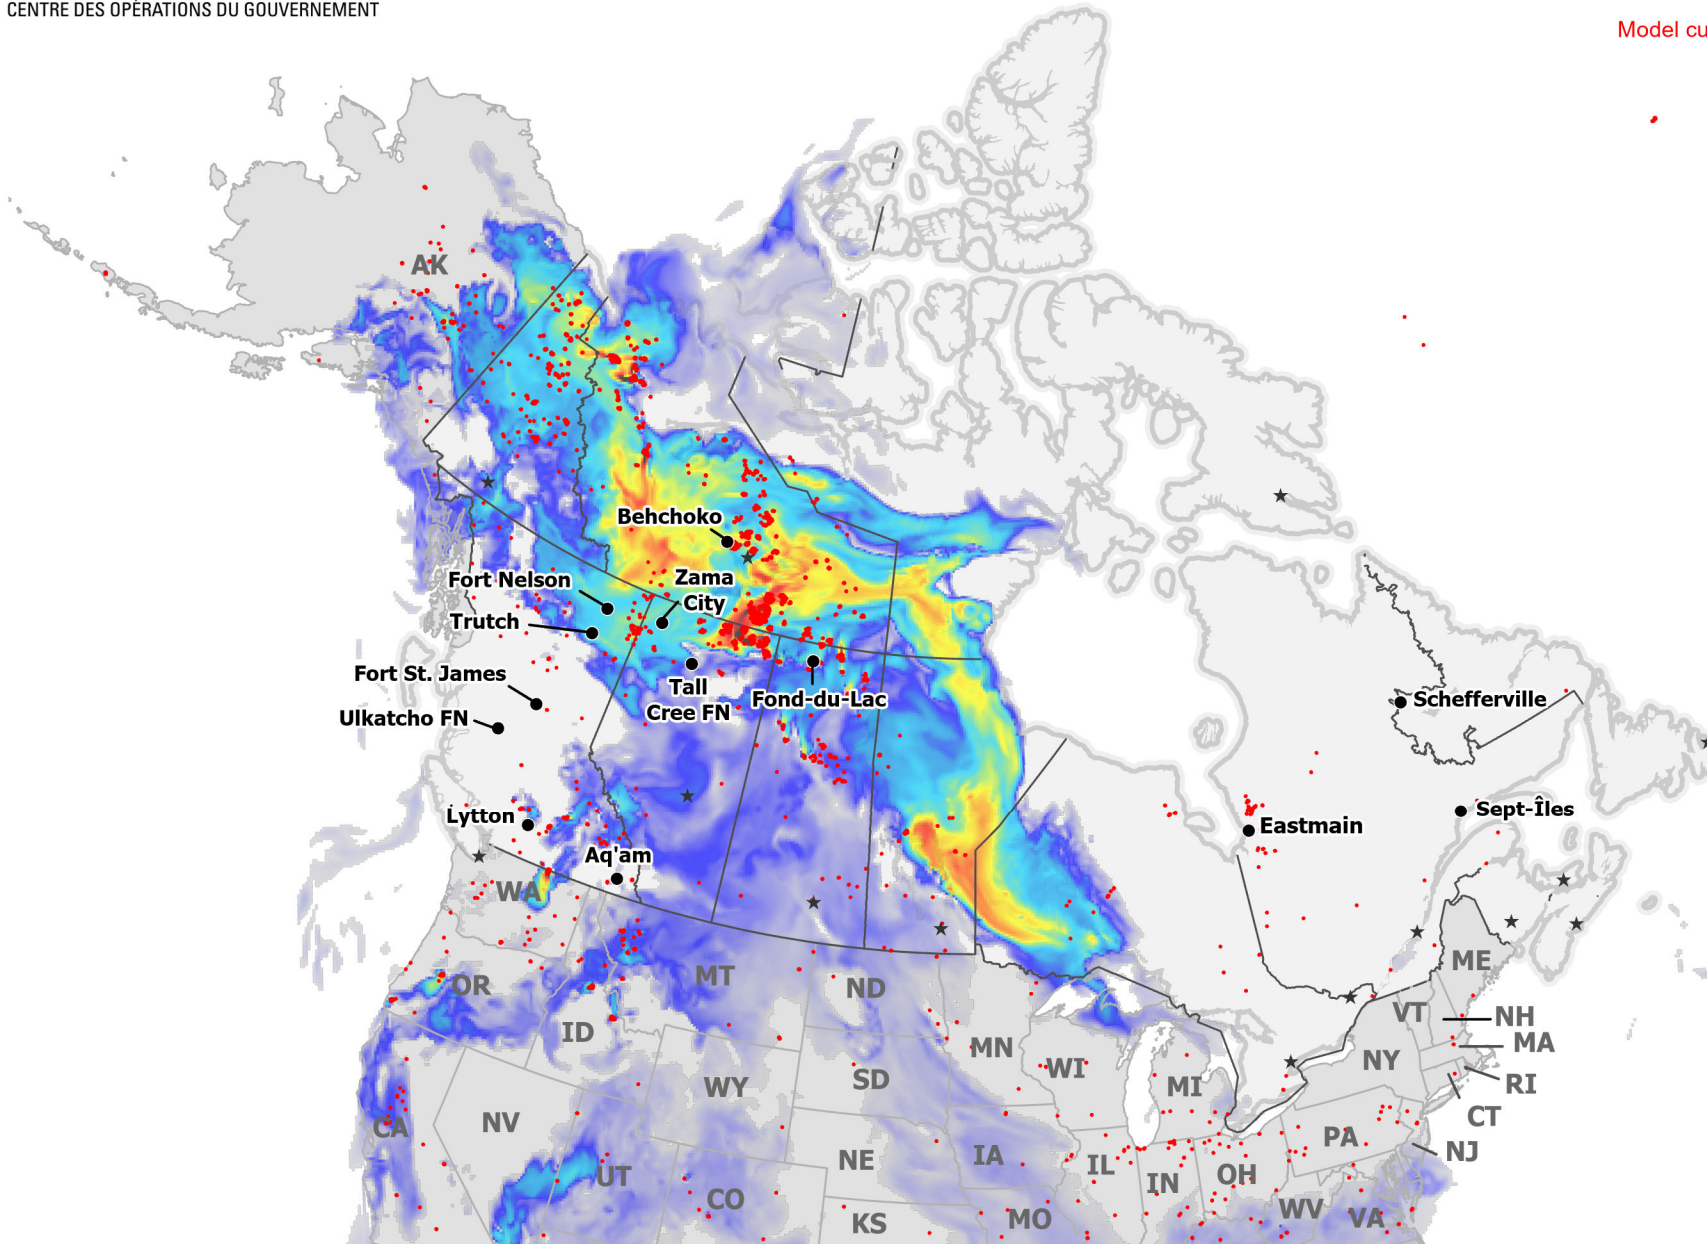 CENTRE DES OPÉRATIONS DU GOUVERNEMENT
Model cu
AK
Behchoko
Fort Nelson
Zama
City
Trutch
Fort St. James
Tall
Cree FN
Fond-du-Lac
Schefferville
Ulkatcho FN
Lytton
Eastmain
Sept-Îles
Aq'am
WA
ME
OR
MT
ND
VT
NH
ID
MN
MA
WI
NY
WY
SD
MI
RI
NV
CT
CA
PA
NJ
NE
IA
IL
UT
CO
IN
OH
KS
MO
WV
VA